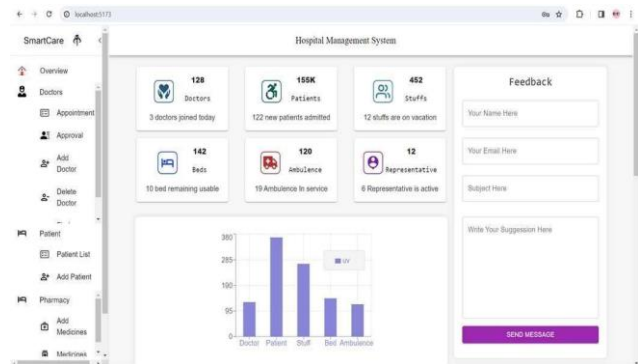 localhost:5173
SmartCare
Hospital Management System
Overview
Doctors
Appointment
Approval
Add
Doctor
Delete
Doctor
Patient
Patient List
Add Patient
Pharmacy
Add
Medicines
Medicines
128
Doctors
3 doctors joined today
155K
Patients
122 new patients admitted
452
Stuffs
12 stuffs are on vacation
142
Beds
10 bed remaining usable
120
Ambulence
19 Ambulence In service
12
Representative
6 Representative is active
380
285
190
95
0
UV
Doctor Patient Stuff Bed Ambulance
Feedback
Your Name Here
Your Email Here
Subject Here
Write Your Suggession Here
SEND MESSAGE